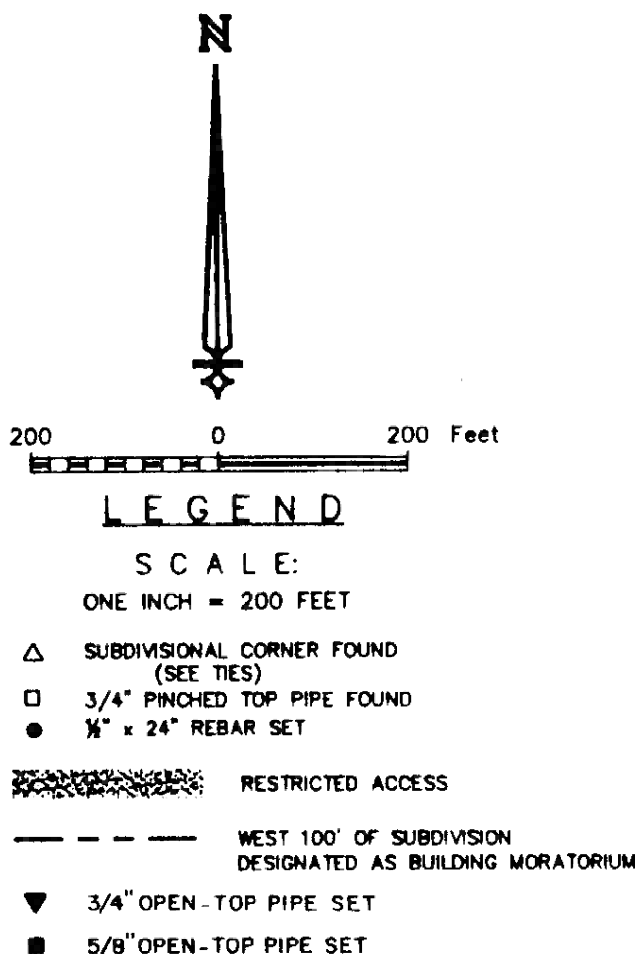 N
200 0 200 Feet
LEGEND
SCALE:
ONE INCH = 200 FEET
SUBDIVISIONAL CORNER FOUND
(SEE TIES)
3/4" PINCHED TOP PIPE FOUND
½" x 24" REBAR SET
RESTRICTED ACCESS
WEST 100' OF SUBDIVISION
DESIGNATED AS BUILDING MORATORIUM
3/4" OPEN-TOP PIPE SET
5/8" OPEN-TOP PIPE SET